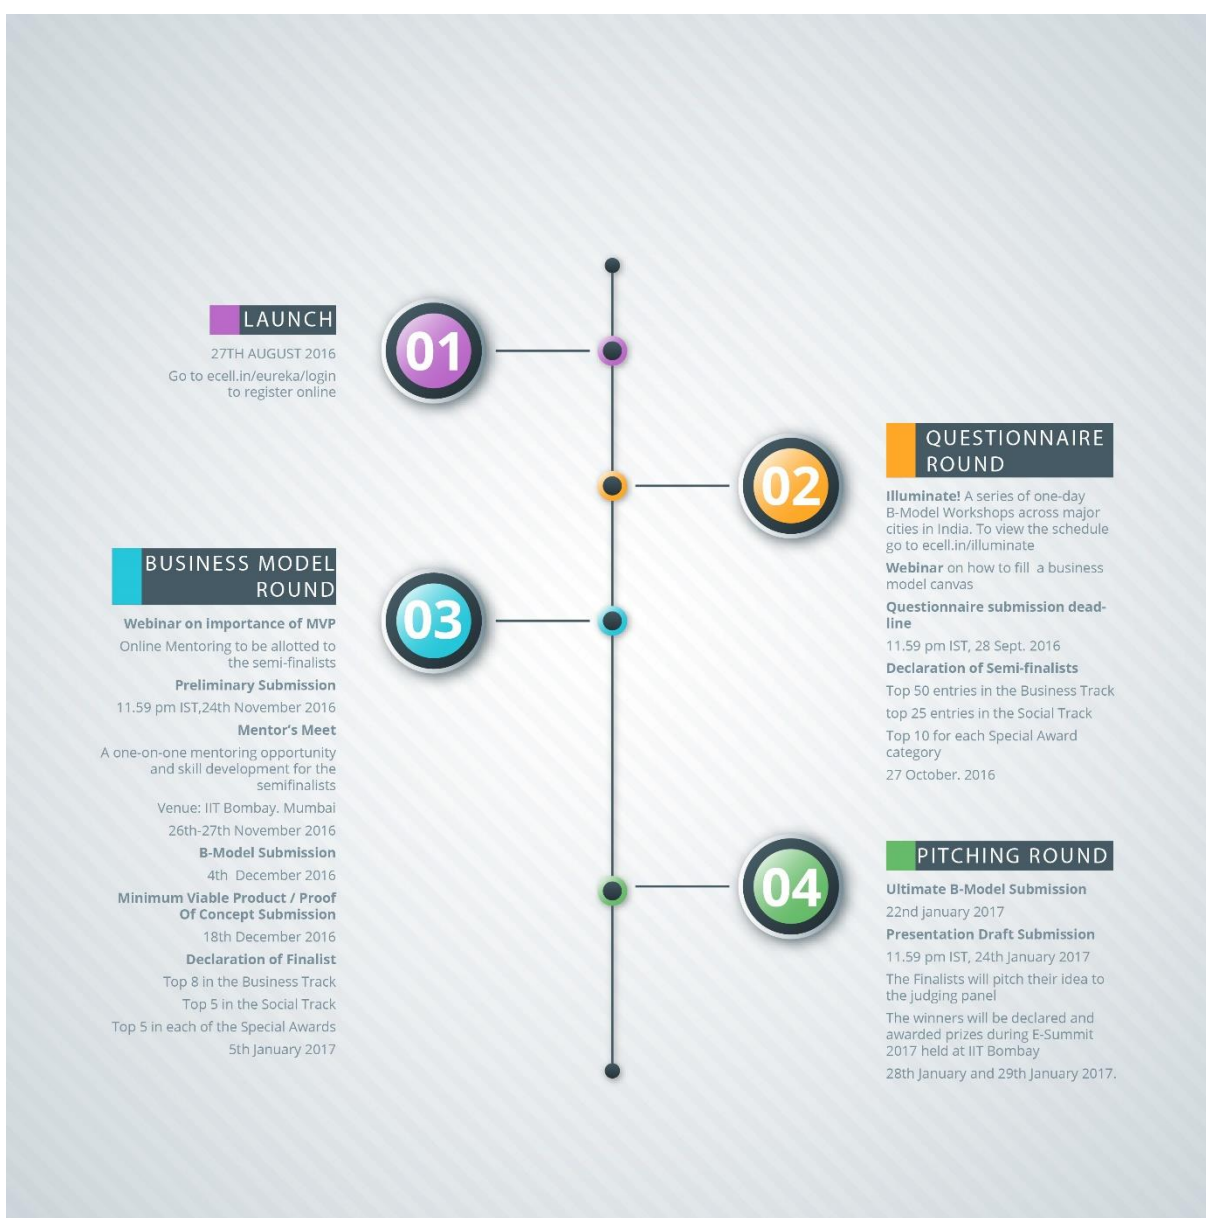 LAUNCH
27TH AUGUST 2016
Go to ecell.in/eureka/login
to register online
01
QUESTIONNAIRE
ROUND
Illuminate! A series of one-day
B-Model Workshops across major
cities in India. To view the schedule
go to ecell.in/illuminate
Webinar on how to fill a business
model canvas
Questionnaire submission dead-
line
11.59 pm IST, 28 Sept. 2016
Declaration of Semi-finalists
Top 50 entries in the Business Track
top 25 entries in the Social Track
Top 10 for each Special Award
category
27 October. 2016
02
BUSINESS MODEL
ROUND
Webinar on importance of MVP
Online Mentoring to be allotted to
the semi-finalists
Preliminary Submission
11.59 pm IST,24th November 2016
Mentor's Meet
A one-on-one mentoring opportunity
and skill development for the
semifinalists
Venue: IIT Bombay. Mumbai
26th-27th November 2016
B-Model Submission
4th December 2016
Minimum Viable Product / Proof
Of Concept Submission
18th December 2016
Declaration of Finalist
Top 8 in the Business Track
Top 5 in the Social Track
Top 5 in each of the Special Awards
5th January 2017
03
PITCHING ROUND
Ultimate B-Model Submission
22nd january 2017
Presentation Draft Submission
11.59 pm IST, 24th January 2017
The Finalists will pitch their idea to
the judging panel
The winners will be declared and
awarded prizes during E-Summit
2017 held at IIT Bombay
28th January and 29th January 2017.
04